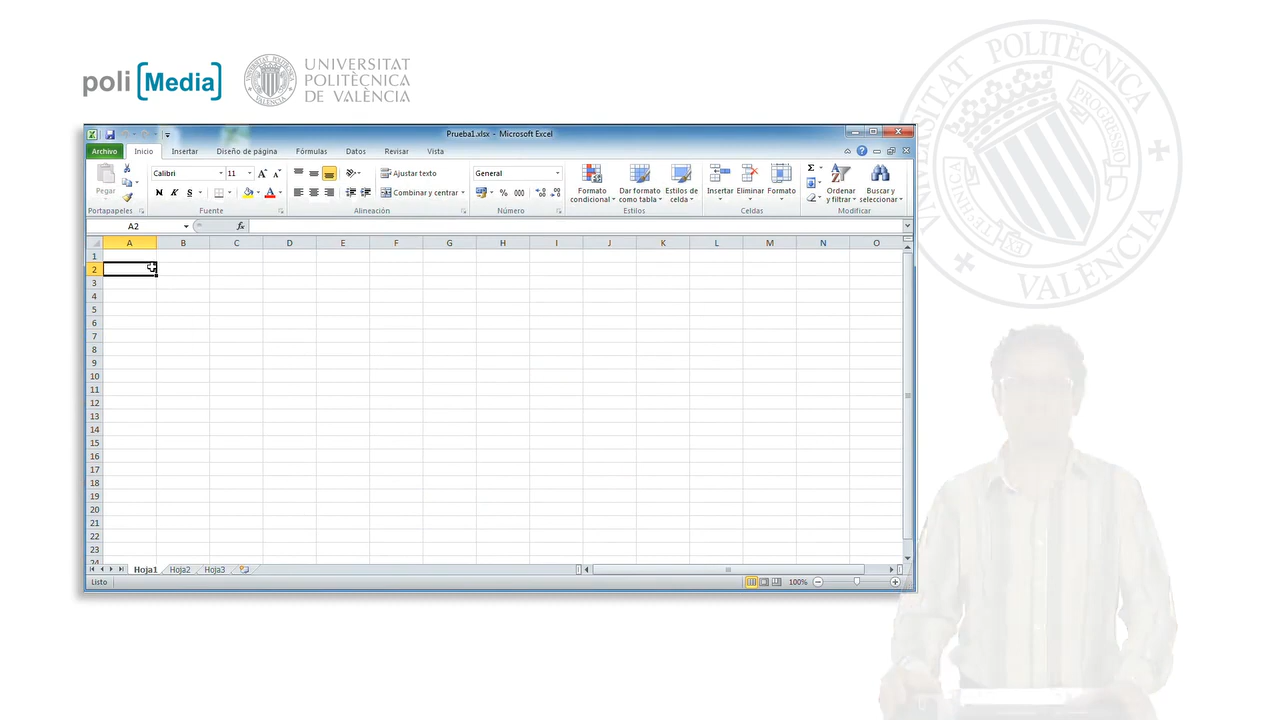 poli [Media]
UNIVERSITAT
POLITÈCNICA
DE VALÈNCIA
UNIVERSITAT POLITÈCNICA
DE VALÈNCIA
PROGRESSIO
Prueba1.xlsx - Microsoft Excel
Archivo Inicio Insertar Diseño de página Fórmulas Datos Revisar Vista
Calibri 11 Ajustar texto General
Pegar N K S Combinar y centrar % 000
Formato condicional Dar formato como tabla Estilos de celda Insertar Eliminar Formato Σ Ordenar y filtrar Buscar y seleccionar
Portapapeles Fuente Alineación Número Estilos Celdas Modificar
A2 fx
A B C D E F G H I J K L M N O
1
2
3
4
5
6
7
8
9
10
11
12
13
14
15
16
17
18
19
20
21
22
23
24
Hoja1 Hoja2 Hoja3
Listo 100%